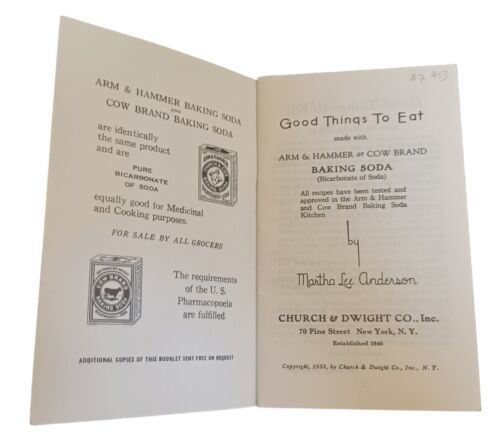 ARM & HAMMER BAKING SODA
AND
COW BRAND BAKING SODA
are identically
the same product
and are
PURE
BICARBONATE
OF SODA
equally good for Medicinal
and Cooking purposes.
FOR SALE BY ALL GROCERS
COW BRAND
BAKING SODA
The requirements
of the U. S.
Pharmacopoeia
are fulfilled.
ADDITIONAL COPIES OF THIS BOOKLET SENT FREE ON REQUEST
Good Things To Eat
made with
ARM & HAMMER or COW BRAND
BAKING SODA
(Bicarbonate of Soda)
All recipes have been tested and
approved in the Arm & Hammer
and Cow Brand Baking Soda
Kitchen
by
Martha Lee Anderson
CHURCH & DWIGHT CO., Inc.
70 Pine Street New York, N. Y.
Established 1846
Copyright, 1953, by Church & Dwight Co., Inc., N. Y.